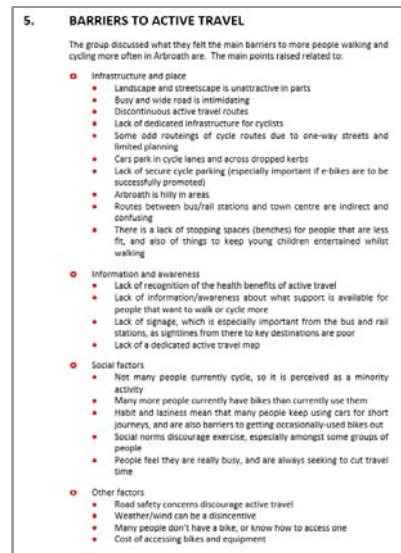 5. BARRIERS TO ACTIVE TRAVEL
The group discussed what they felt the main barriers to more people walking and
cycling more often in Arbroath are. The main points raised related to:
Infrastructure and place
Landscape and streetscape is unattractive in parts
Busy and wide road is intimidating
Discontinuous active travel routes
Lack of dedicated infrastructure for cyclists
Some odd routeings of cycle routes due to one-way streets and
limited planning
Cars park in cycle lanes and across dropped kerbs
Lack of secure cycle parking (especially important if e-bikes are to be
successfully promoted)
Arbroath is hilly in areas
Routes between bus/rail stations and town centre are indirect and
confusing
There is a lack of stopping spaces (benches) for people that are less
fit, and also of things to keep young children entertained whilst
walking
Information and awareness
Lack of recognition of the health benefits of active travel
Lack of information/awareness about what support is available for
people that want to walk or cycle more
Lack of signage, which is especially important from the bus and rail
stations, as sightlines from there to key destinations are poor
Lack of a dedicated active travel map
Social factors
Not many people currently cycle, so it is perceived as a minority
activity
Many more people currently have bikes than currently use them
Habit and laziness mean that many people keep using cars for short
journeys, and are also barriers to getting occasionally-used bikes out
Social norms discourage exercise, especially amongst some groups of
people
People feel they are really busy, and are always seeking to cut travel
time
Other factors
Road safety concerns discourage active travel
Weather/wind can be a disincentive
Many people don't have a bike, or know how to access one
Cost of accessing bikes and equipment